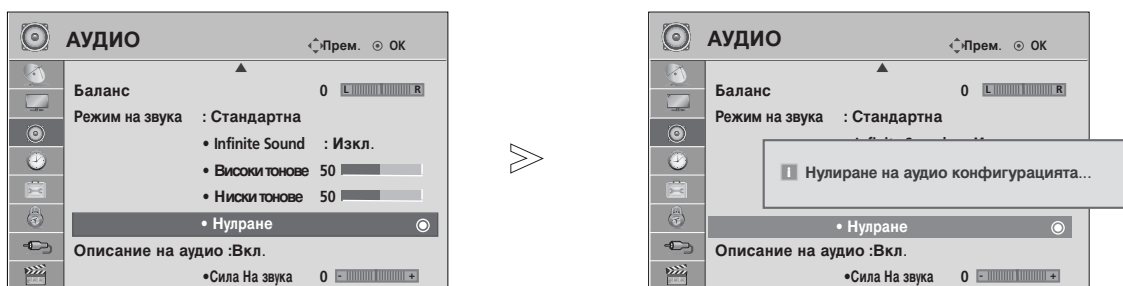 АУДИО Прем. OK
Баланс 0 L R
Режим на звука : Стандартна
• Infinite Sound : Изкл.
• Високи тонове 50
• Ниски тонове 50
• Нулране
Описание на аудио :Вкл.
•Сила На звука 0 - +
АУДИО Прем. OK
Баланс 0 L R
Режим на звука : Стандартна
i Нулиране на аудио конфигурацията...
• Нулране
Описание на аудио :Вкл.
•Сила На звука 0 - +